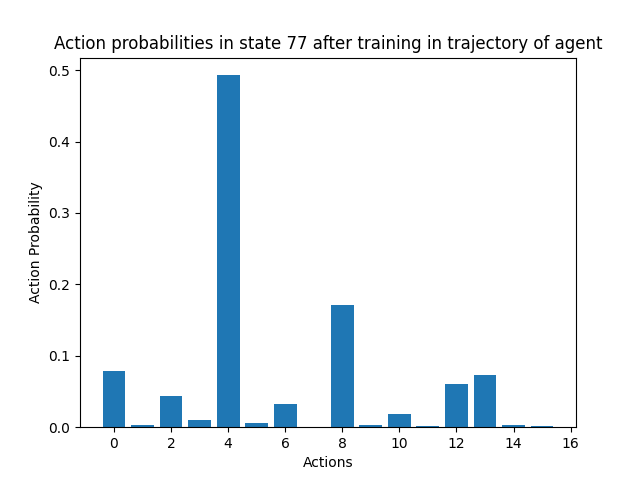 Action probabilities in state 77 after training in trajectory of agent
0.5
0.4
0.3
0.2
0.1
0.0
Action Probability
0 2 4 6 8 10 12 14 16
Actions